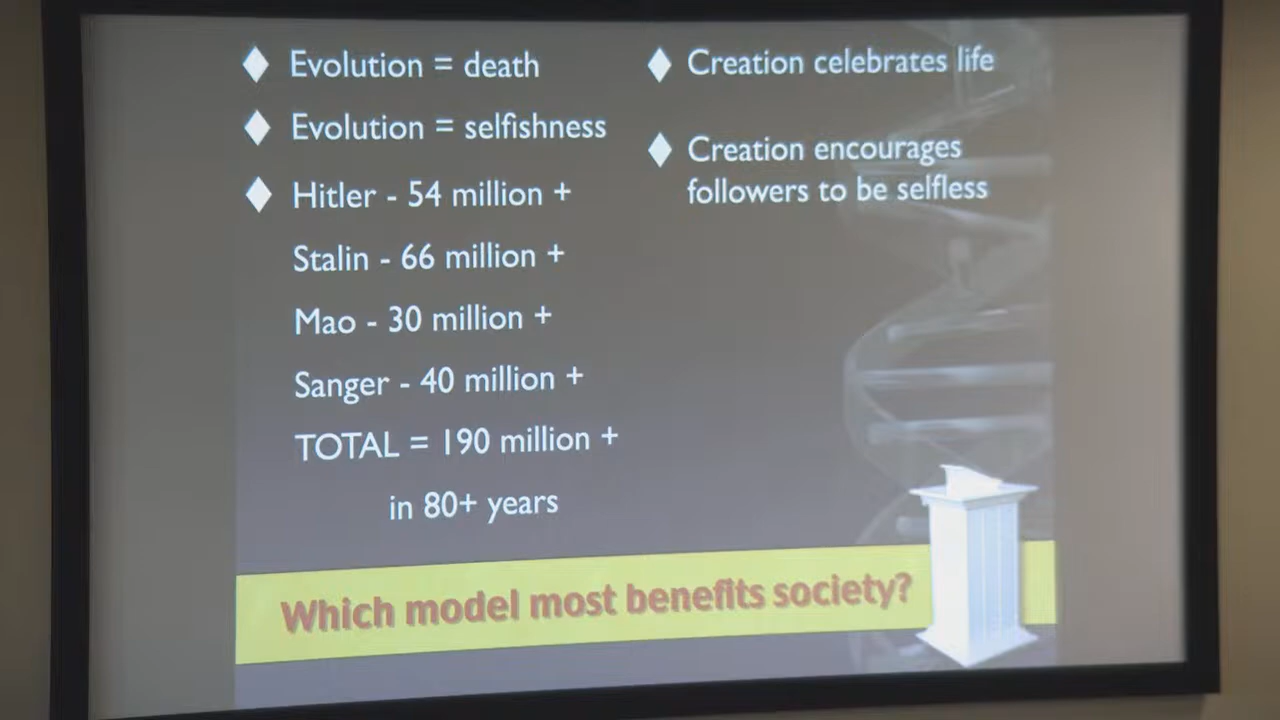 Evolution = death
Evolution = selfishness
Hitler - 54 million +
Stalin - 66 million +
Mao - 30 million +
Sanger - 40 million +
TOTAL = 190 million +
in 80+ years
Creation celebrates life
Creation encourages
followers to be selfless
Which model most benefits society?